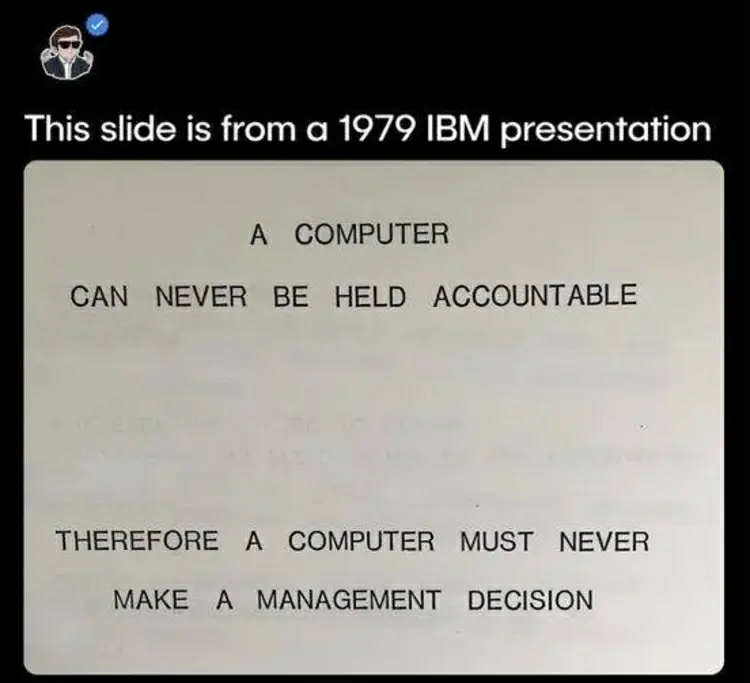 This slide is from a 1979 IBM presentation
A COMPUTER
CAN NEVER BE HELD ACCOUNTABLE
THEREFORE A COMPUTER MUST NEVER
MAKE A MANAGEMENT DECISION